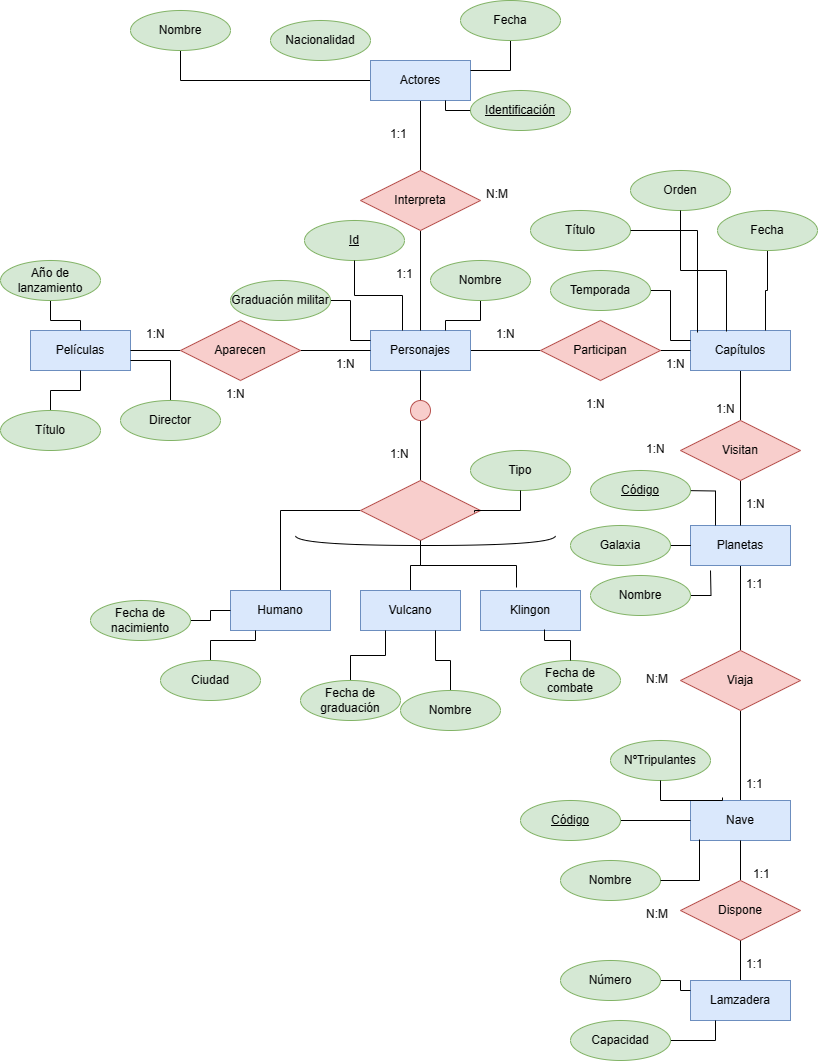 Nombre
Nacionalidad
Fecha
Actores
Identificación
1:1
Interpreta
N:M
Orden
Título
Fecha
Id
1:1
Año de
lanzamiento
Graduación militar
Nombre
Temporada
Películas
1:N
Aparecen
1:N
Personajes
1:N
Participan
1:N
Capítulos
1:N
1:N
1:N
Título
Director
1:N
1:N
Visitan
Tipo
Código
1:N
Galaxia
Planetas
Nombre
1:1
Fecha de
nacimiento
Humano
Vulcano
Klingon
Ciudad
Fecha de
graduación
Nombre
Fecha de
combate
N:M
Viaja
NºTripulantes
1:1
Código
Nave
Nombre
1:1
N:M
Dispone
1:1
Número
Lamzadera
Capacidad